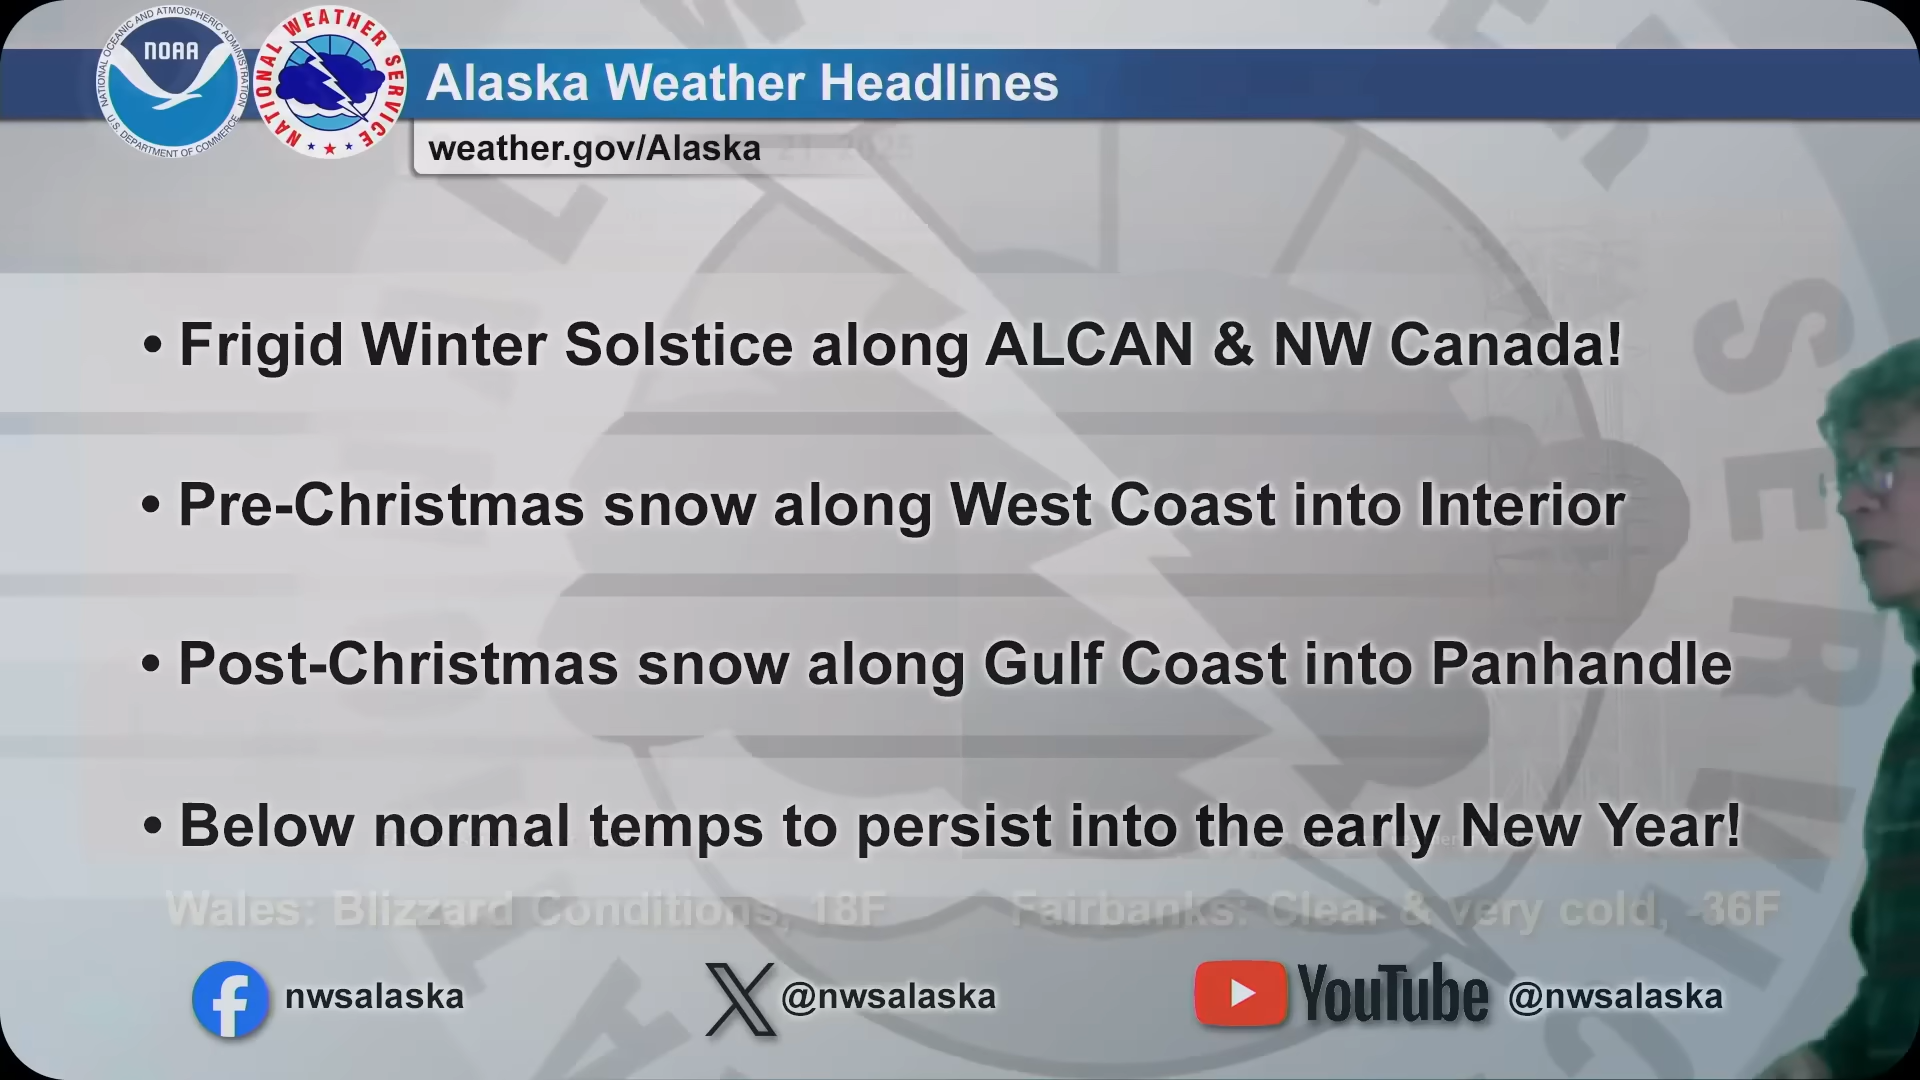 NATIONAL OCEANIC AND ATMOSPHERIC ADMINISTRATION
NOAA
U.S. DEPARTMENT OF COMMERCE
NATIONAL WEATHER SERVICE
Alaska Weather Headlines
weather.gov/Alaska
• Frigid Winter Solstice along ALCAN & NW Canada!
• Pre-Christmas snow along West Coast into Interior
• Post-Christmas snow along Gulf Coast into Panhandle
• Below normal temps to persist into the early New Year!
Wales: Blizzard Conditions, 18F
Fairbanks: Clear & very cold, -36F
nwsalaska
@nwsalaska
YouTube @nwsalaska